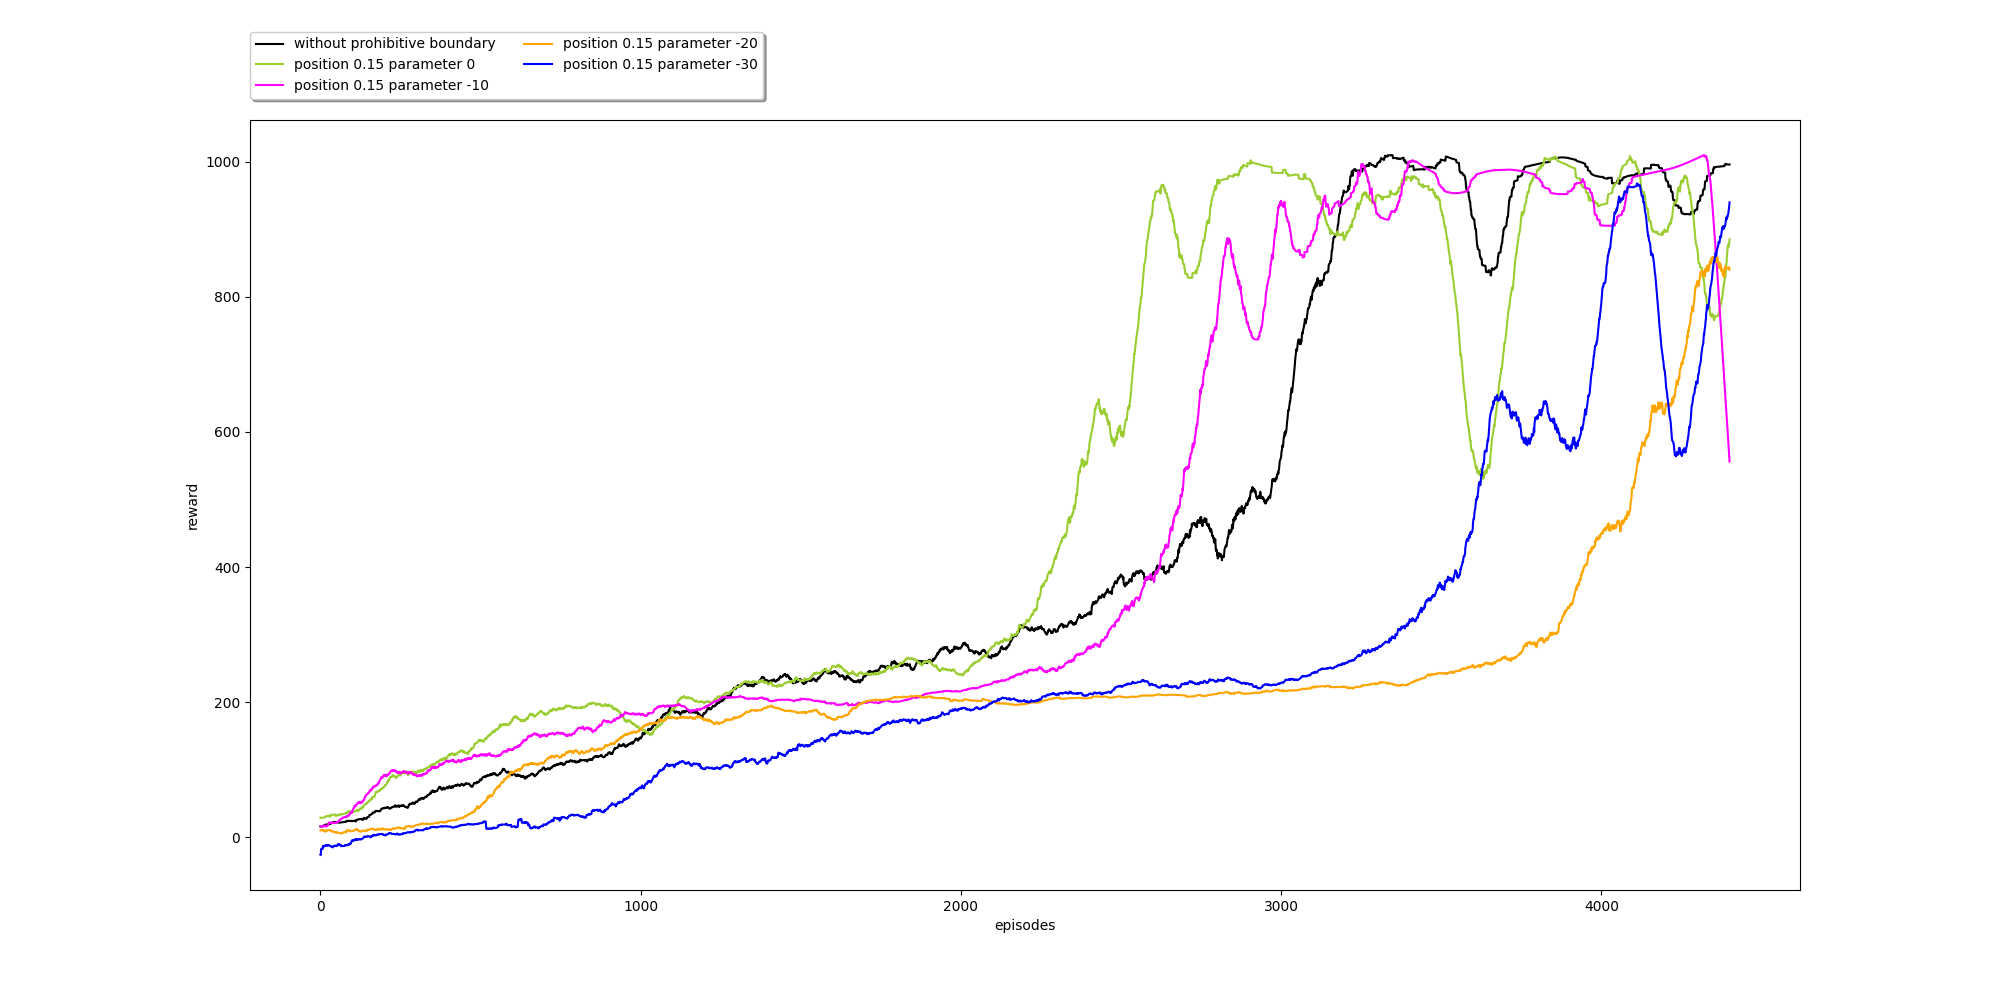 without prohibitive boundary
position 0.15 parameter 0
position 0.15 parameter -10
position 0.15 parameter -20
position 0.15 parameter -30
1000
800
600
400
200
0
reward
0 1000 2000 3000 4000
episodes